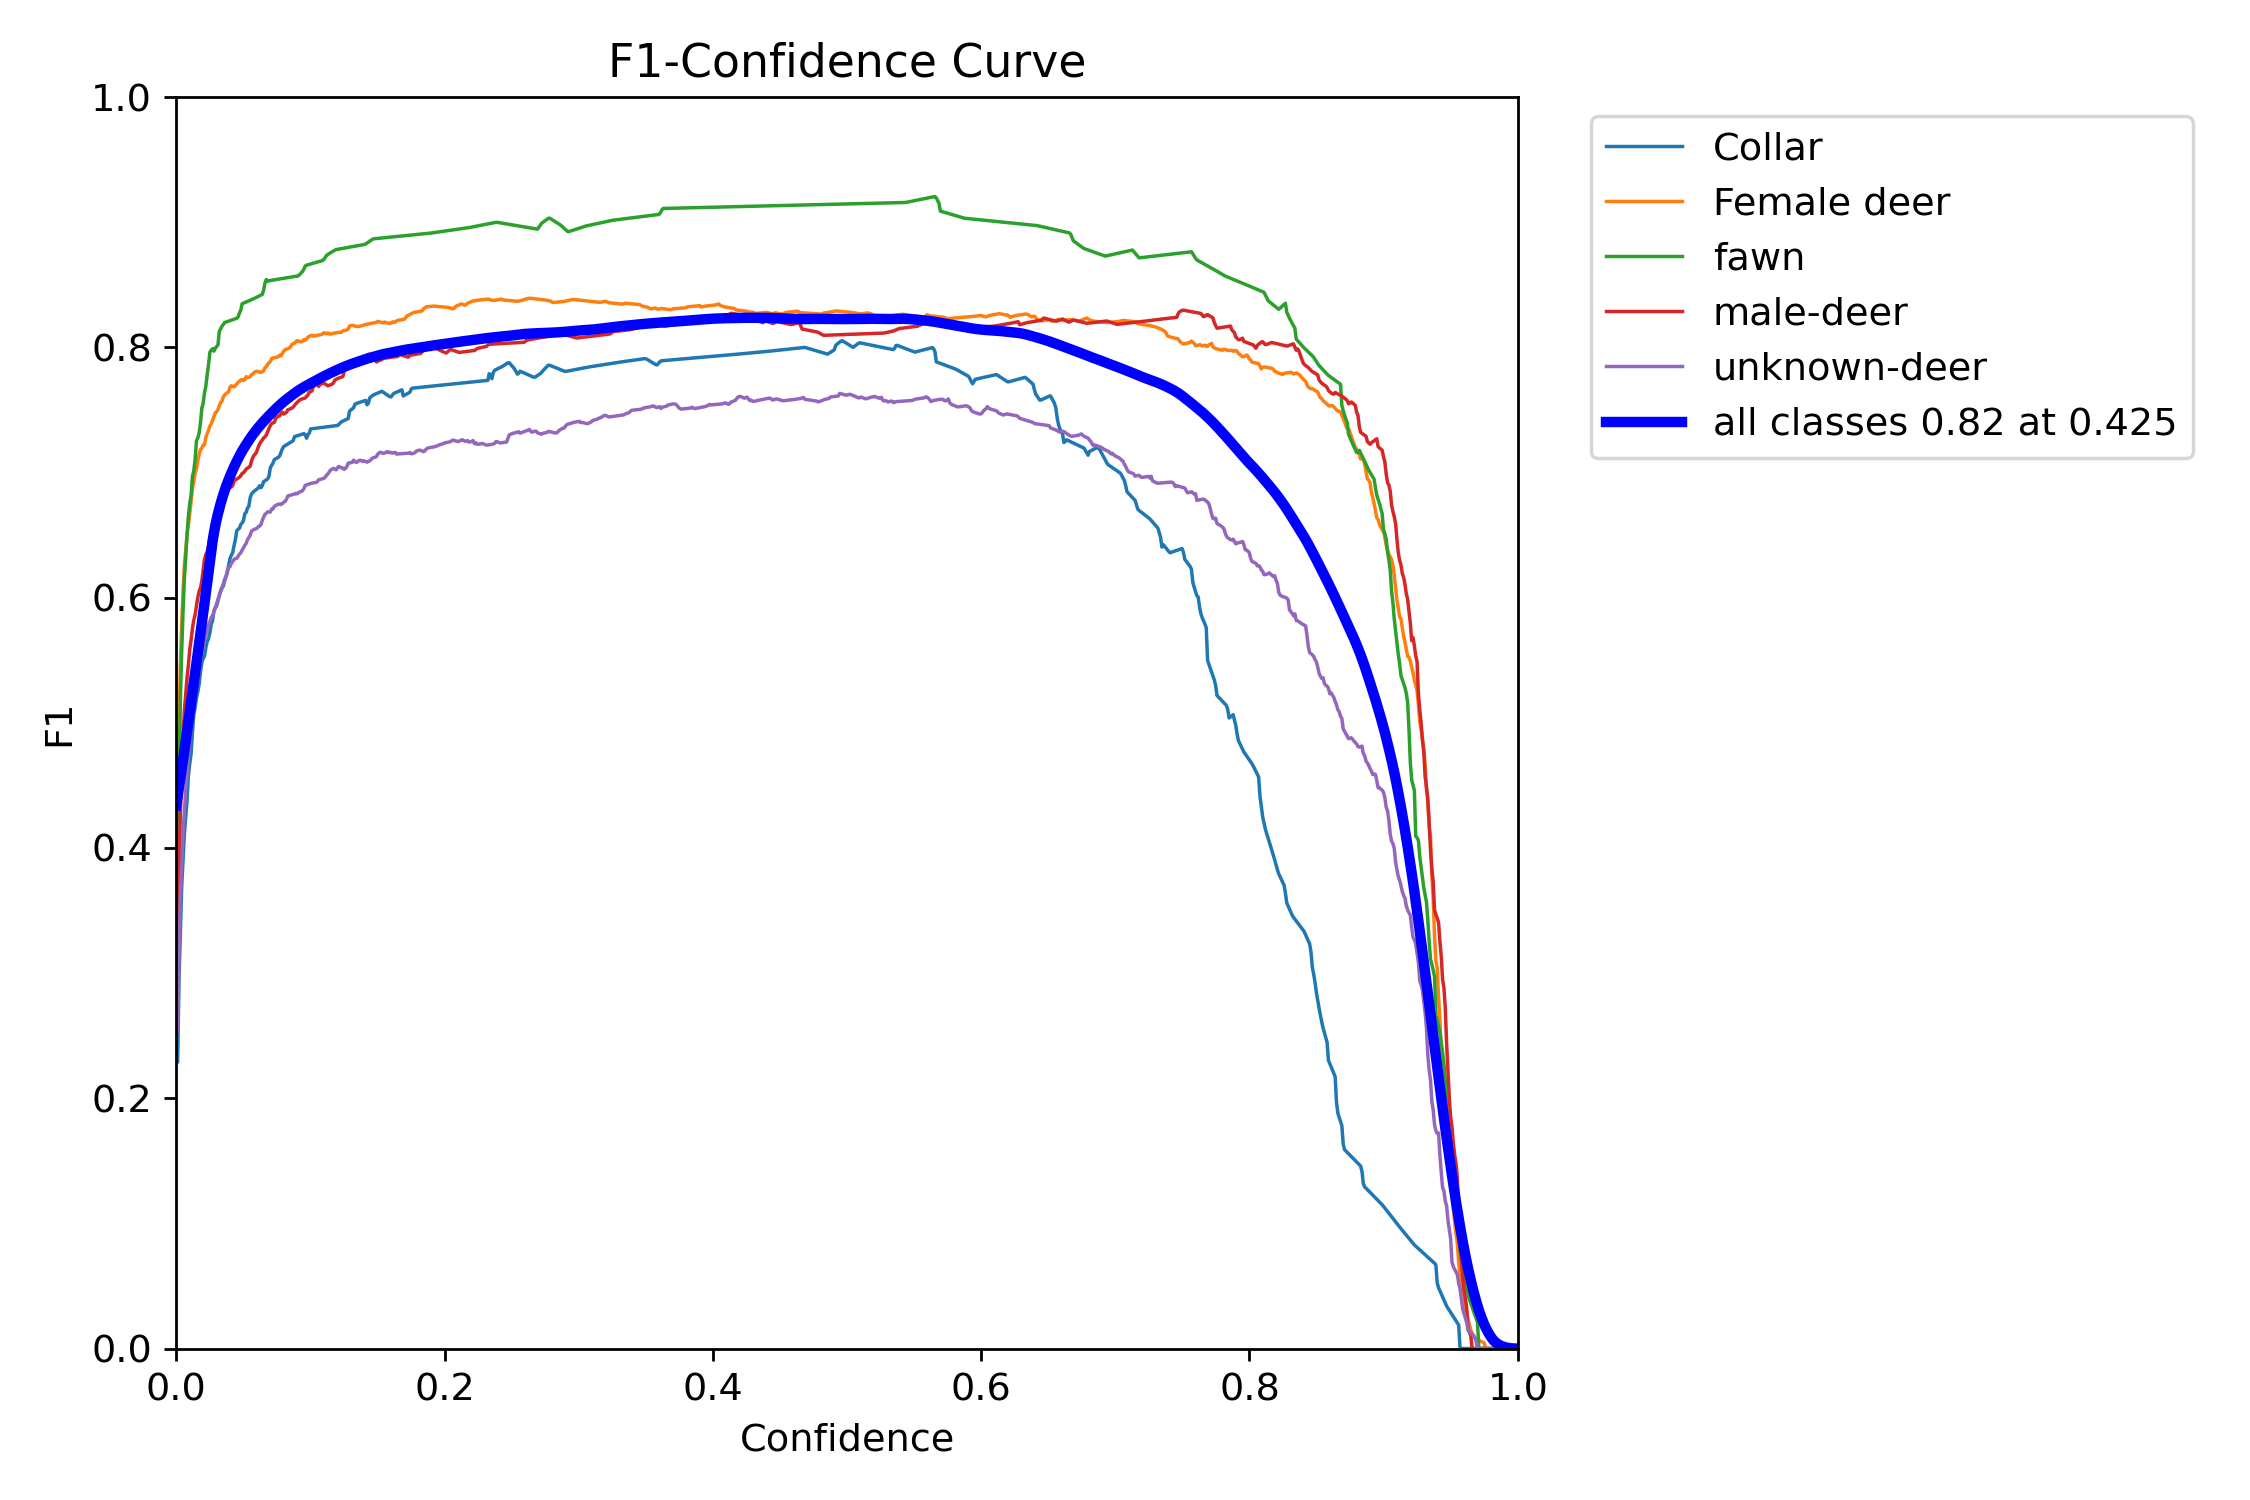 F1-Confidence Curve
1.0
0.8
0.6
0.4
0.2
0.0
F1
0.0 0.2 0.4 0.6 0.8 1.0
Confidence
Collar
Female deer
fawn
male-deer
unknown-deer
all classes 0.82 at 0.425